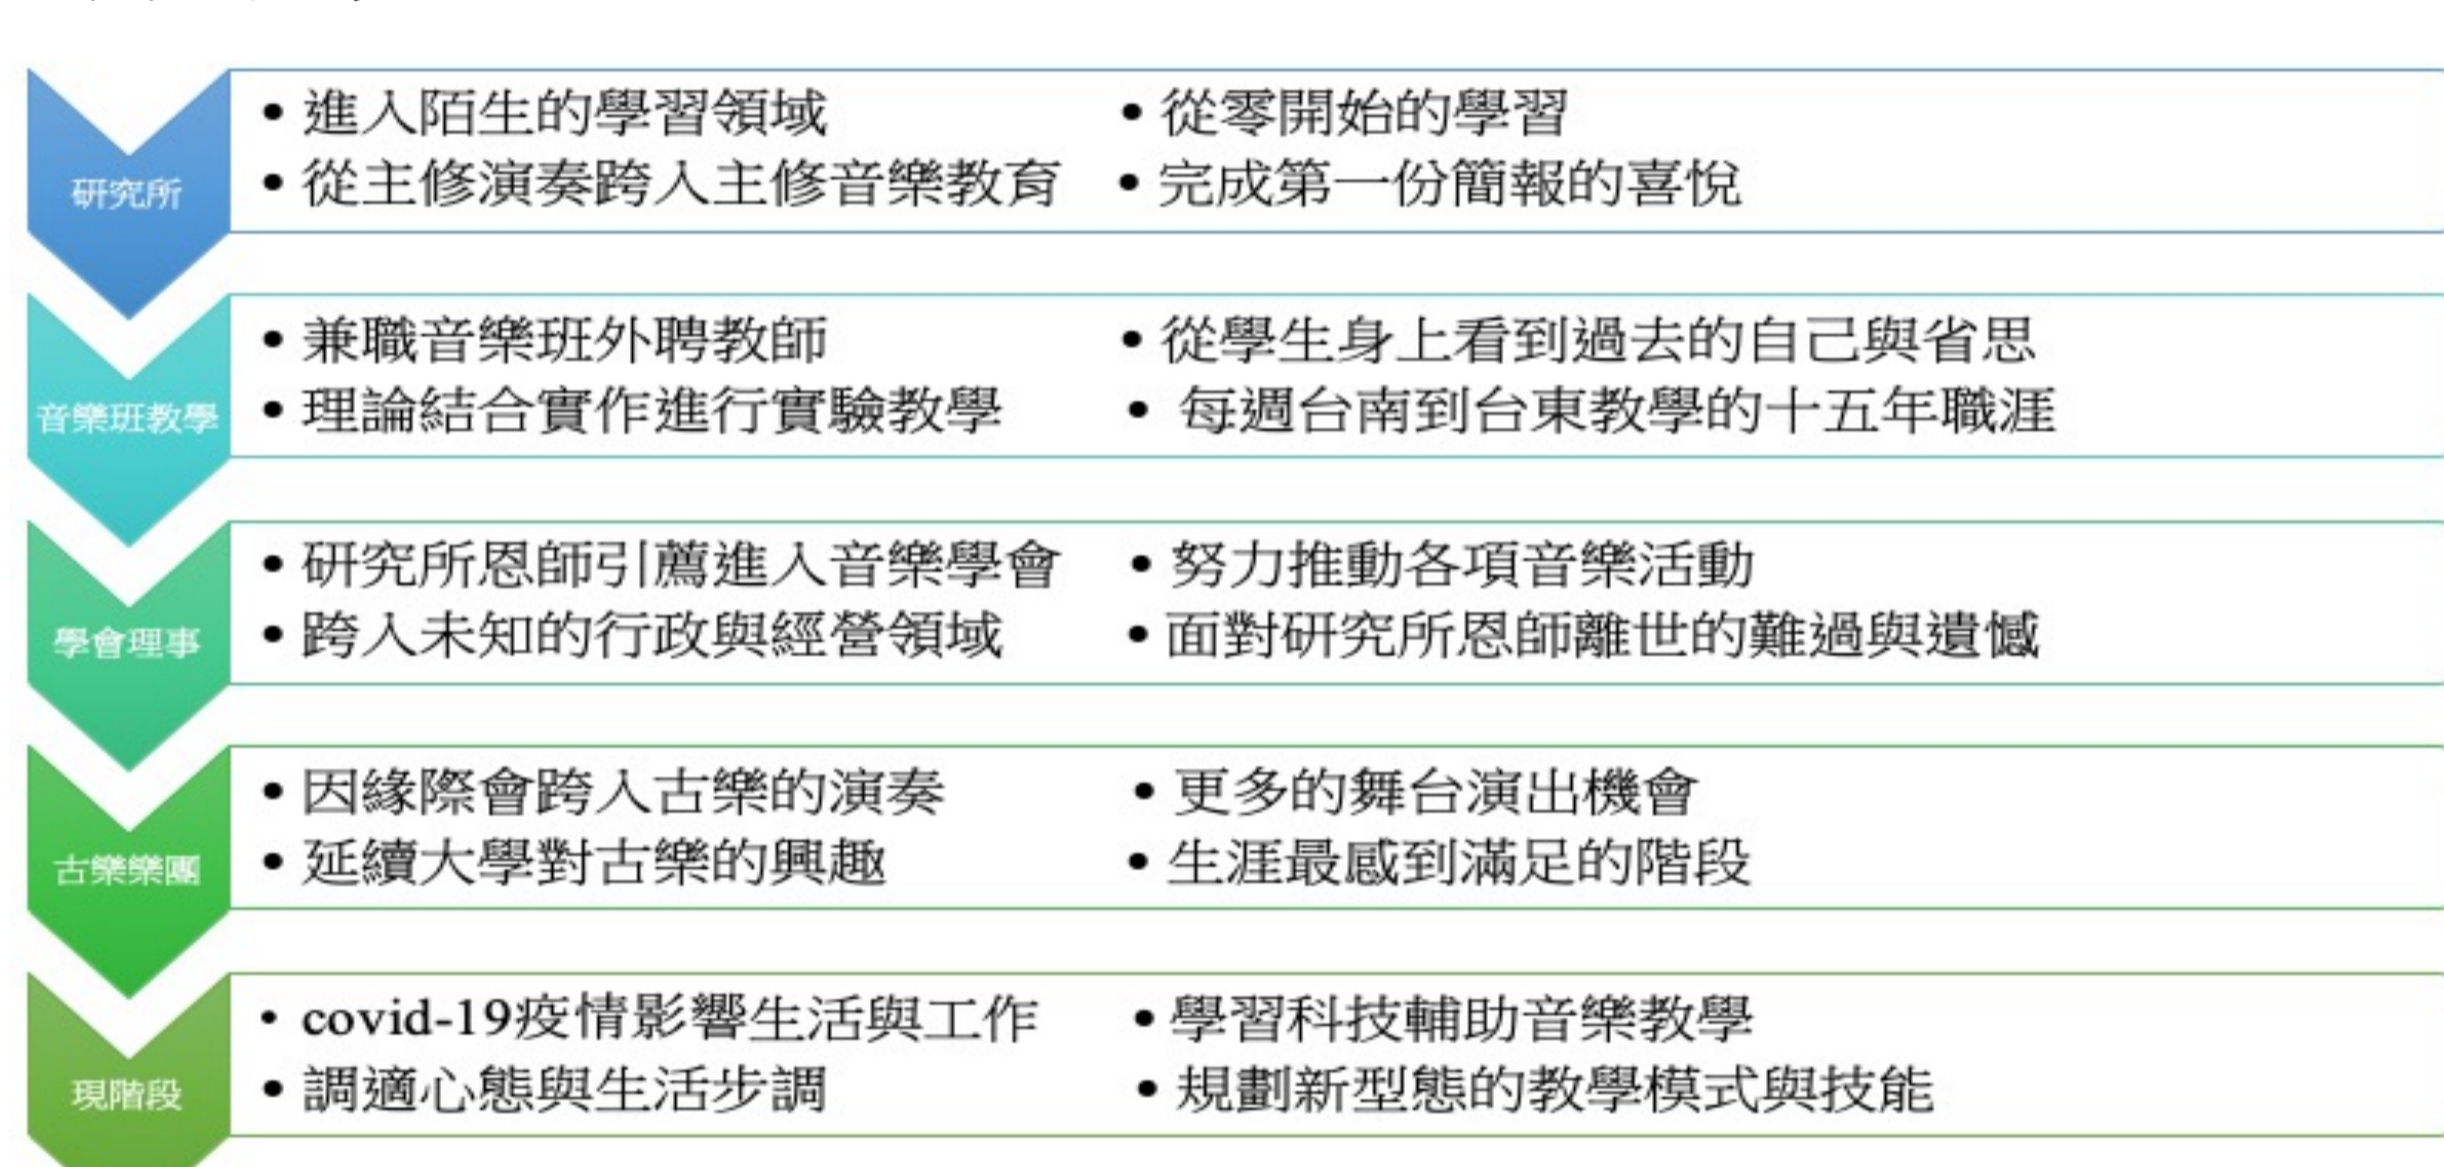 研究所
• 進入陌生的學習領域
• 從主修演奏跨入主修音樂教育
• 從零開始的學習
• 完成第一份簡報的喜悅
音樂班教學
• 兼職音樂班外聘教師
• 理論結合實作進行實驗教學
• 從學生身上看到過去的自己與省思
• 每週台南到台東教學的十五年職涯
學會理事
• 研究所恩師引薦進入音樂學會
• 跨入未知的行政與經營領域
• 努力推動各項音樂活動
• 面對研究所恩師離世的難過與遺憾
古樂樂團
• 因緣際會跨入古樂的演奏
• 延續大學對古樂的興趣
• 更多的舞台演出機會
• 生涯最感到滿足的階段
現階段
• covid-19疫情影響生活與工作
• 調適心態與生活步調
• 學習科技輔助音樂教學
• 規劃新型態的教學模式與技能